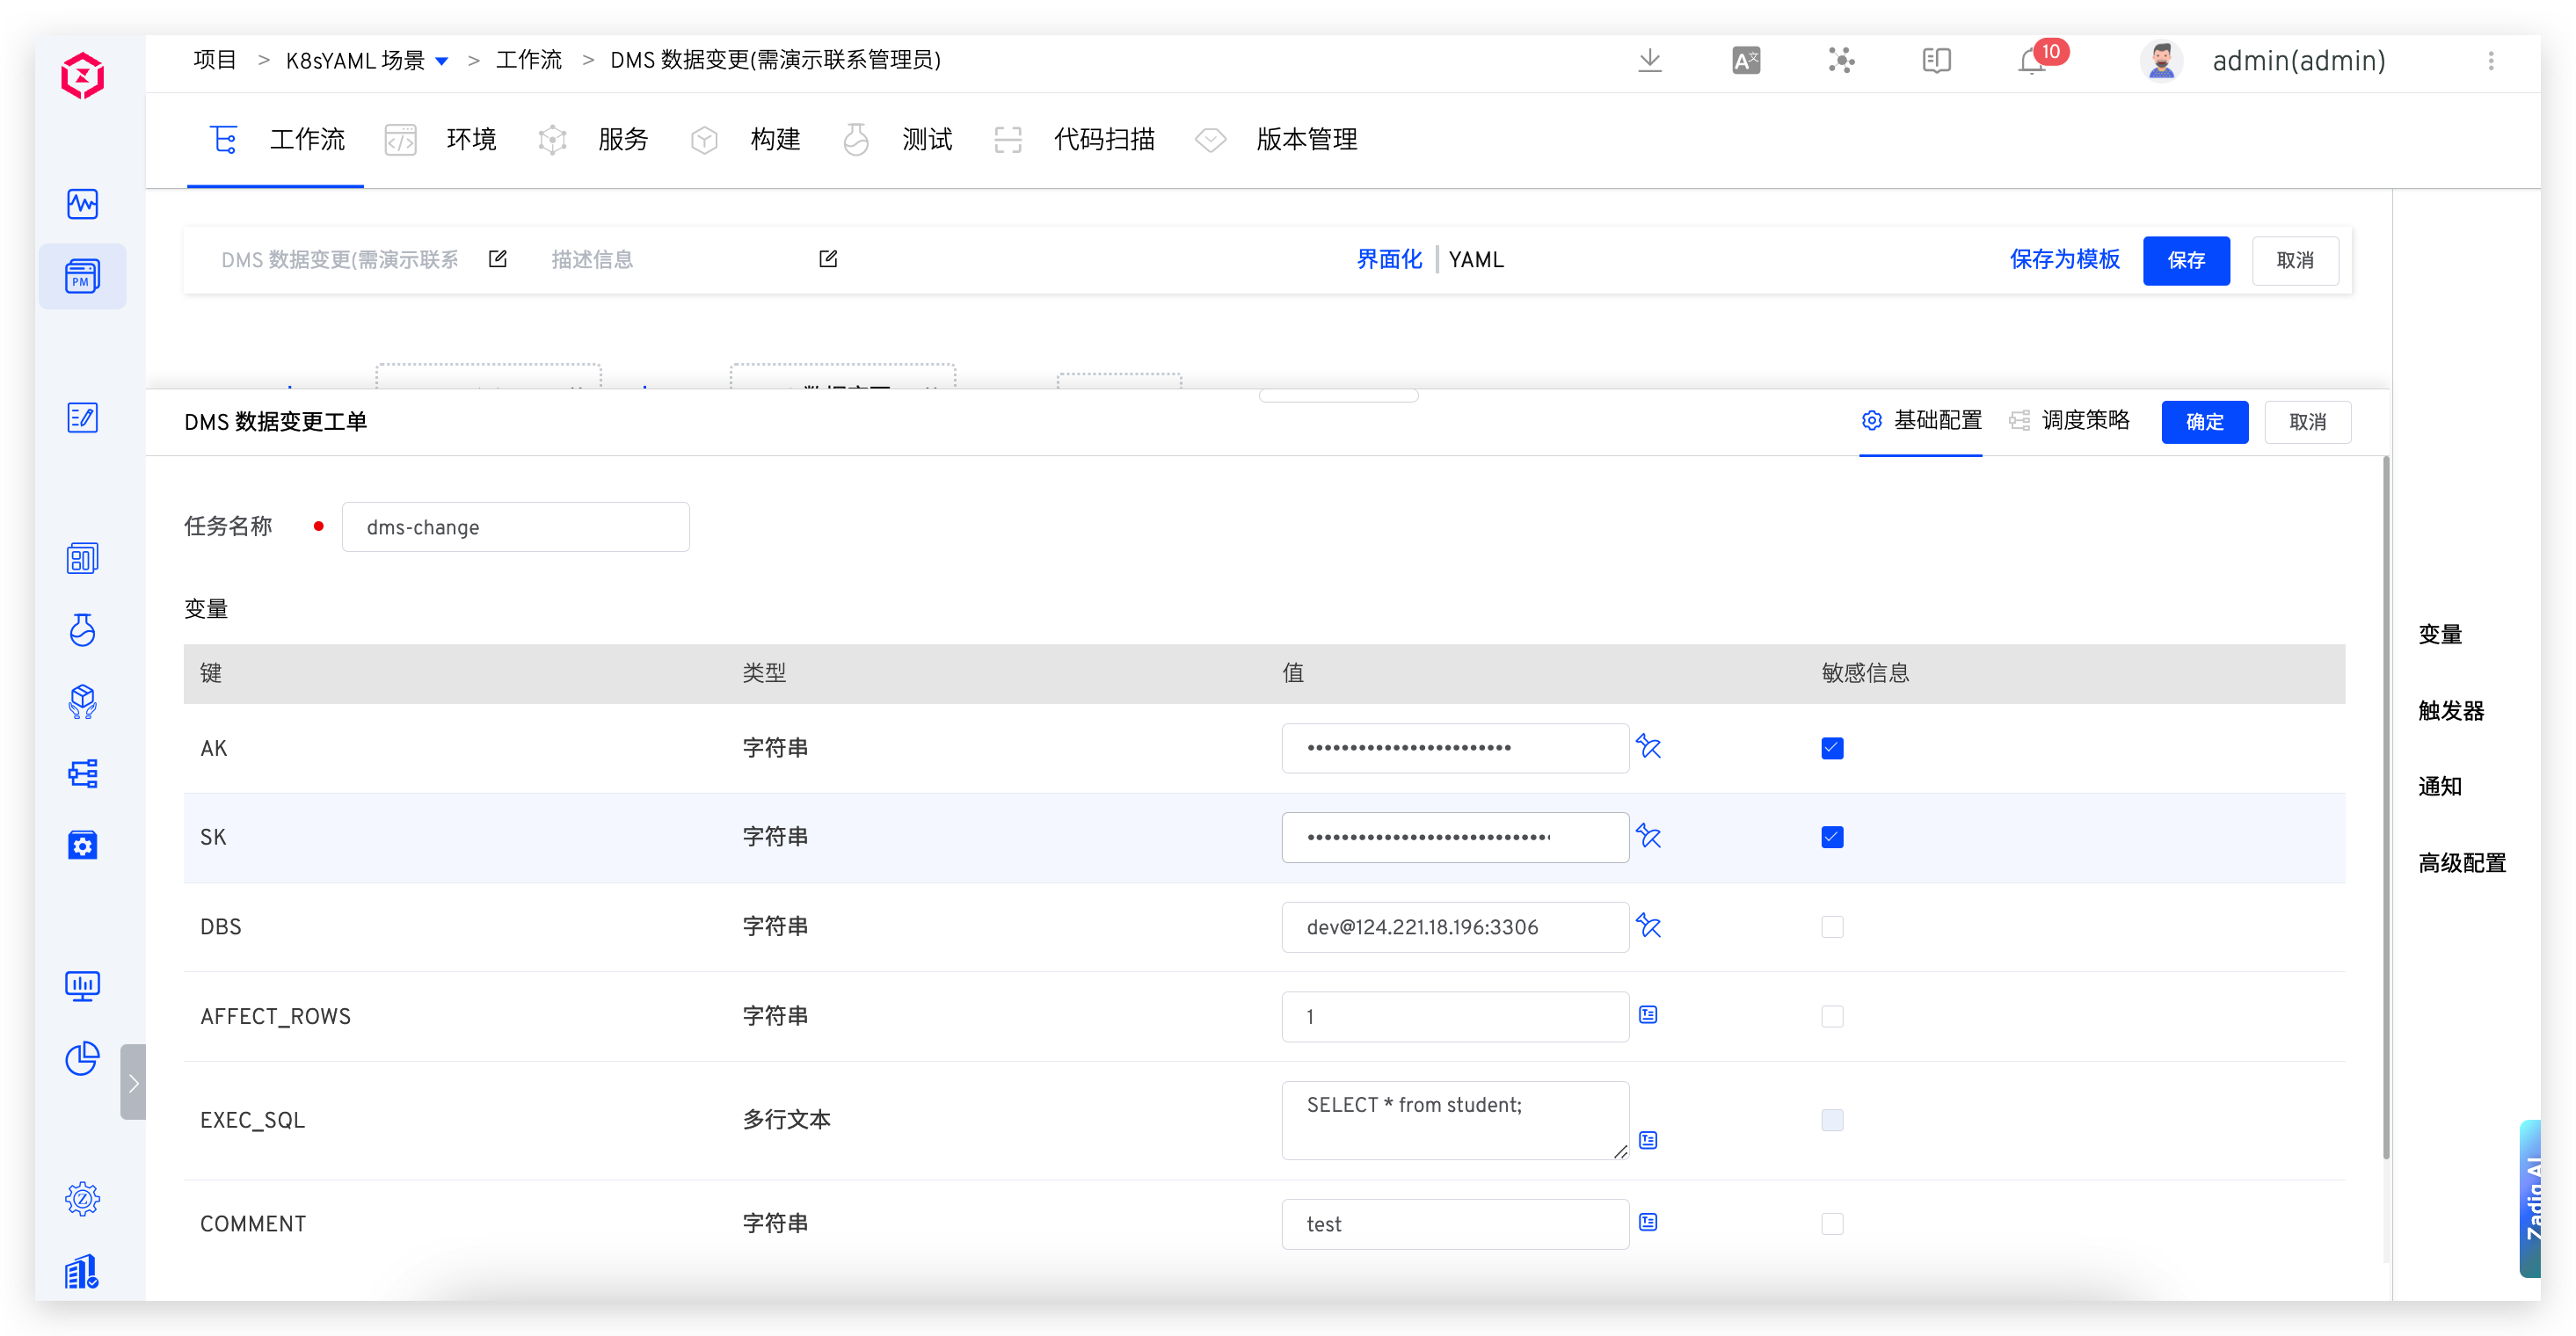 项目 > K8sYAML 场景 > 工作流 > DMS 数据变更(需演示联系管理员)
10
admin(admin)
工作流 环境 服务 构建 测试 代码扫描 版本管理
PM
DMS 数据变更(需演示联系 描述信息 界面化 YAML 保存为模板 保存 取消
DMS 数据变更工单 基础配置 调度策略 确定 取消
任务名称 dms-change
变量
键 类型 值 敏感信息
AK 字符串 ••••••••••••••••••••••••
SK 字符串 ••••••••••••••••••••••••••••
DBS 字符串 dev@124.221.18.196:3306
AFFECT_ROWS 字符串 1
EXEC_SQL 多行文本 SELECT * from student;
COMMENT 字符串 test
变量
触发器
通知
高级配置
Zadig AI